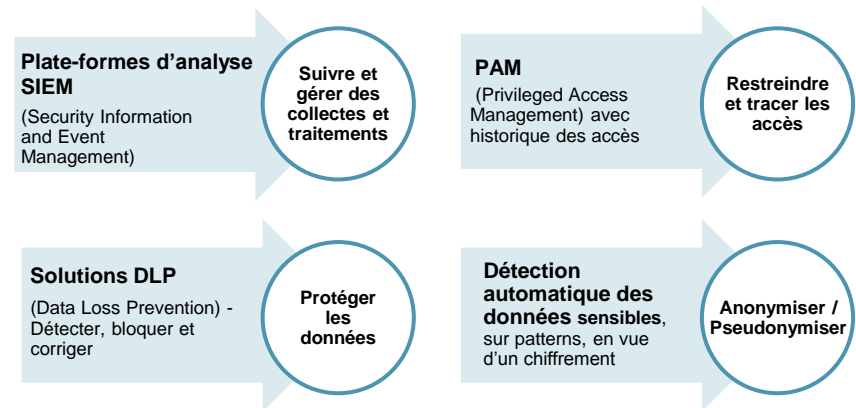 Plate-formes d’analyse
SIEM
(Security Information
and Event
Management)
Suivre et
gérer des
collectes et
traitements
PAM
(Privileged Access
Management) avec
historique des accès
Restreindre
et tracer les
accès
Solutions DLP
(Data Loss Prevention) -
Détecter, bloquer et
corriger
Protéger
les
données
Détection
automatique des
données sensibles,
sur patterns, en vue
d’un chiffrement
Anonymiser /
Pseudonymiser